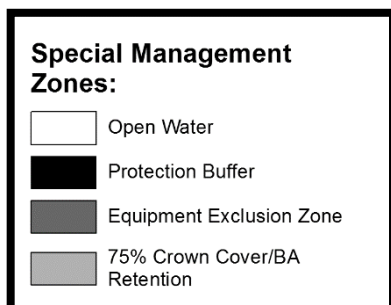 Special Management
Zones:
Open Water
Protection Buffer
Equipment Exclusion Zone
75% Crown Cover/BA
Retention